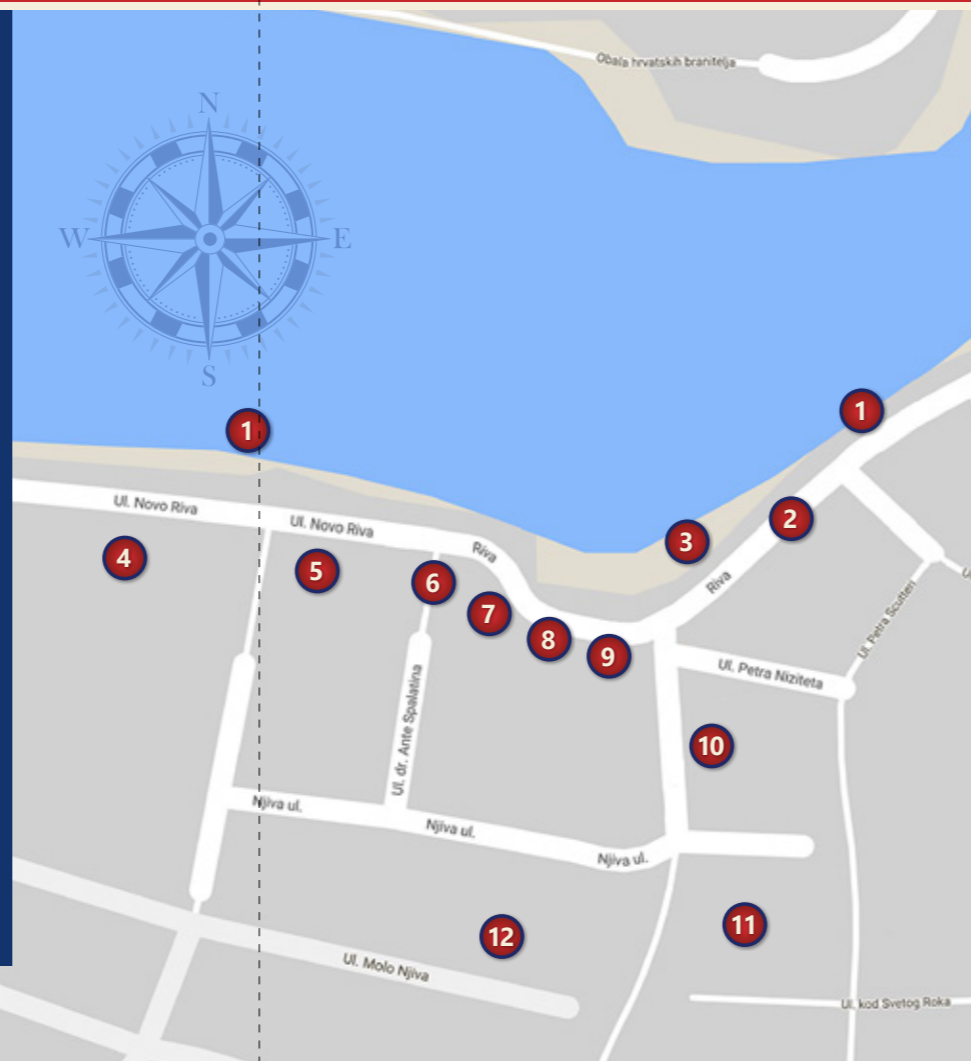 Obala hrvatskih branitelja
N
W
E
S
1
1
Ul. Novo Riva
Ul. Novo Riva
2
3
Riva
4
5
6
Riva
Ul. Petra Scutteri
7
8
9
Ul. Petra Niziteta
Ul. dr. Ante Spalatina
10
Njiva ul.
Njiva ul.
Njiva ul.
11
12
Ul. Molo Njiva
Ul. kod Svetog Roka